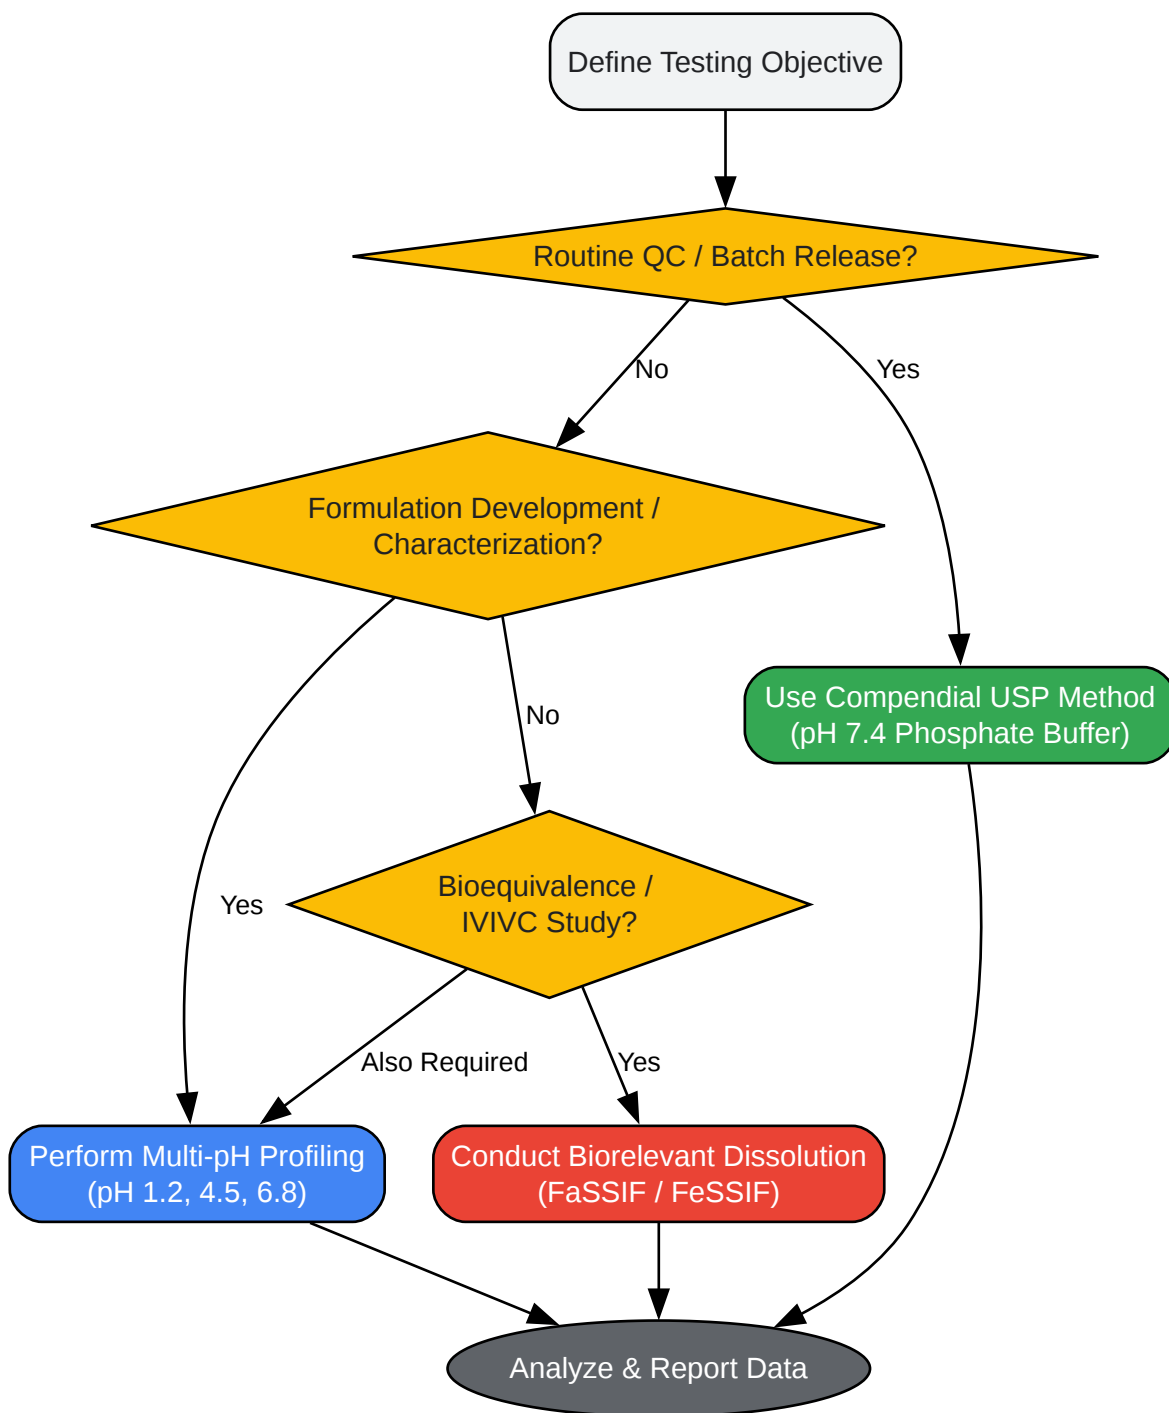 Define Testing Objective
Routine QC / Batch Release?
No
Yes
Formulation Development /
Characterization?
Use Compendial USP Method
(pH 7.4 Phosphate Buffer)
No
Bioequivalence /
IVIVC Study?
Yes
Also Required
Yes
Perform Multi-pH Profiling
(pH 1.2, 4.5, 6.8)
Conduct Biorelevant Dissolution
(FaSSIF / FeSSIF)
Analyze & Report Data